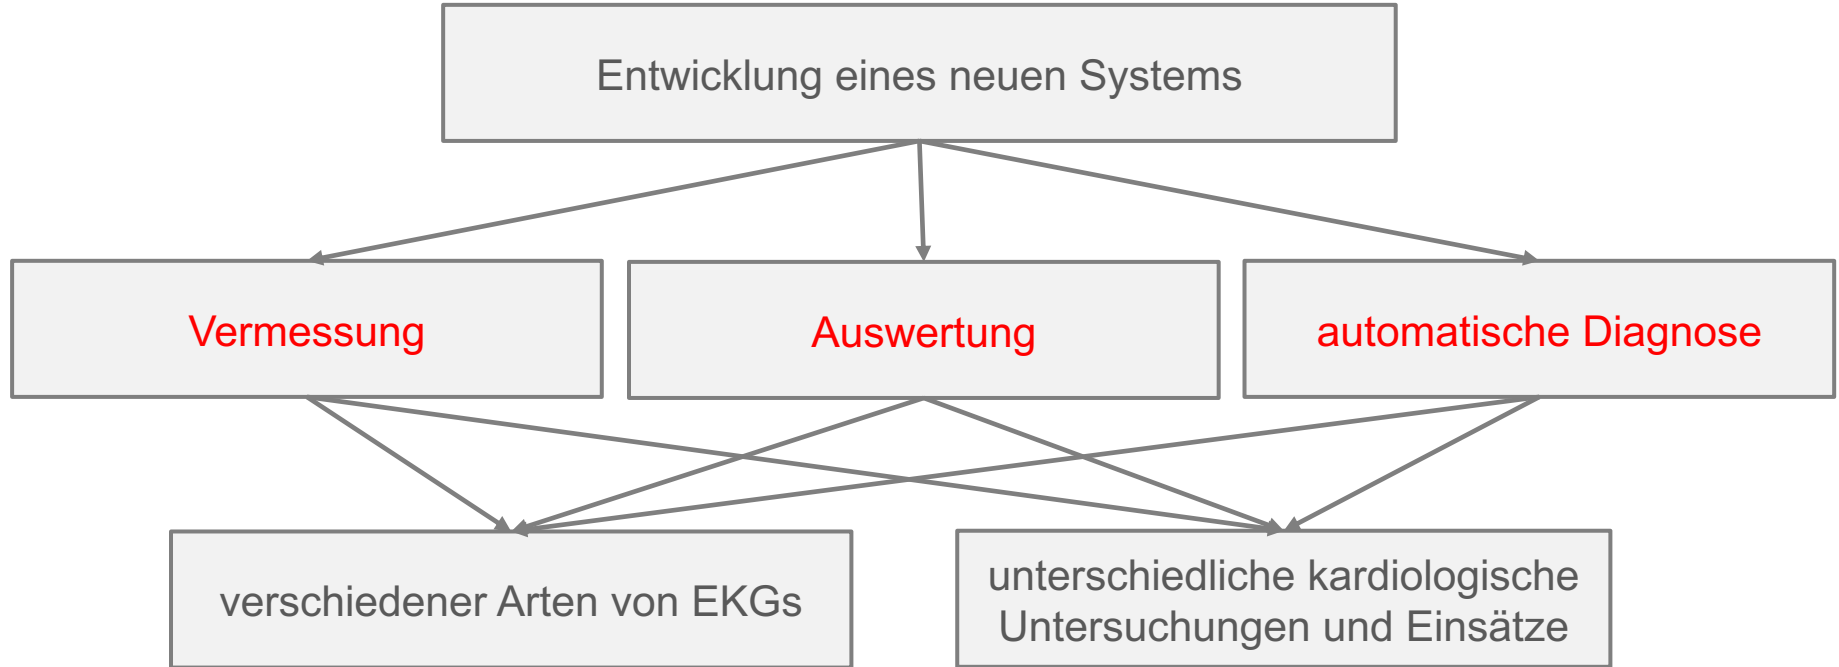 Entwicklung eines neuen Systems
Vermessung
Auswertung
automatische Diagnose
verschiedener Arten von EKGs
unterschiedliche kardiologische
Untersuchungen und Einsätze